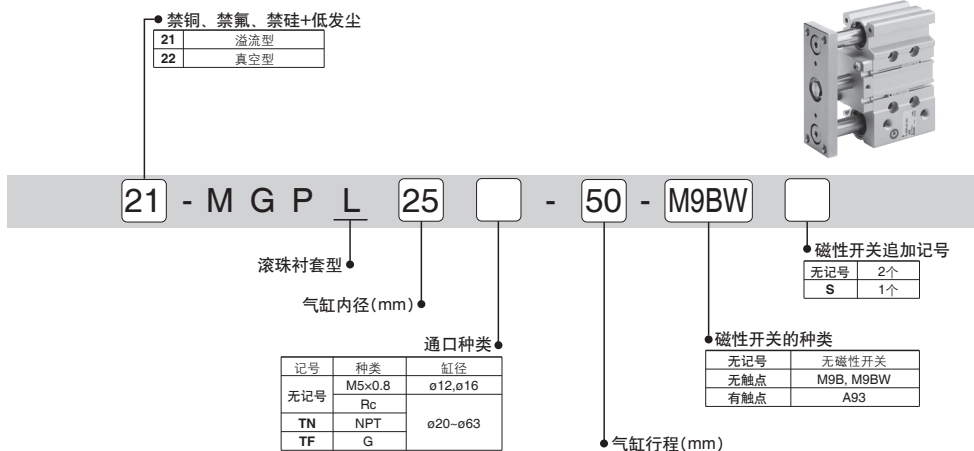 禁铜、禁氟、禁硅+低发尘
21 溢流型
22 真空型
21 - M G P L 25 - 50 - M9BW
滚珠衬套型
气缸内径(mm)
通口种类
记号 种类 缸径
无记号 M5×0.8 ø12,ø16
Rc ø20~ø63
TN NPT
TF G
气缸行程(mm)
磁性开关的种类
无记号 无磁性开关
无触点 M9B, M9BW
有触点 A93
磁性开关追加记号
无记号 2个
S 1个